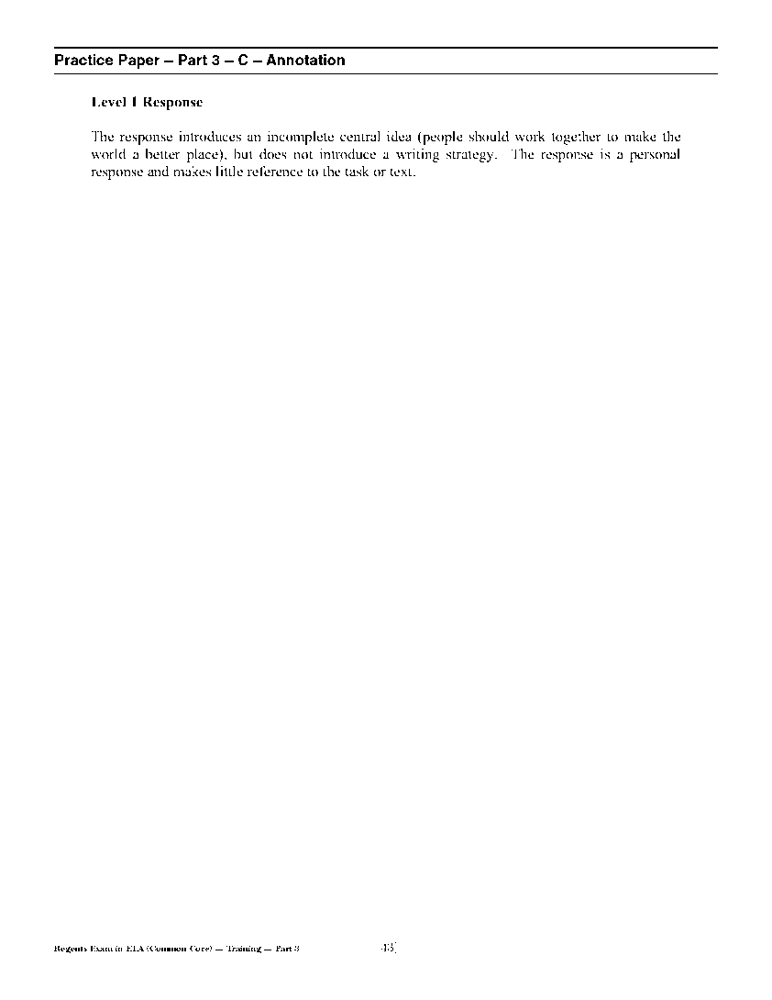 Practice Paper – Part 3 – C – Annotation
Level 1 Response
The response introduces an incomplete central idea (people should work together to make the
world a better place), but does not introduce a writing strategy. The response is a personal
response and makes little reference to the task or text.
Regents Exam in ELA (Common Core) — Training — Part 3